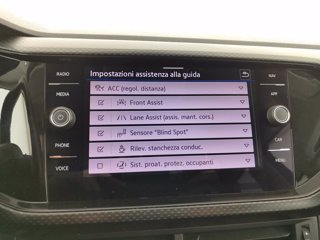 Impostazioni assistenza alla guida
RADIO
NAV
ACC (regol. distanza)
MEDIA
APP
Front Assist
Lane Assist (assis. mant. cors.)
Sensore "Blind Spot"
PHONE
CAR
Rilev. stanchezza conduc.
VOICE
MENU
Sist. proat. protez. occupanti